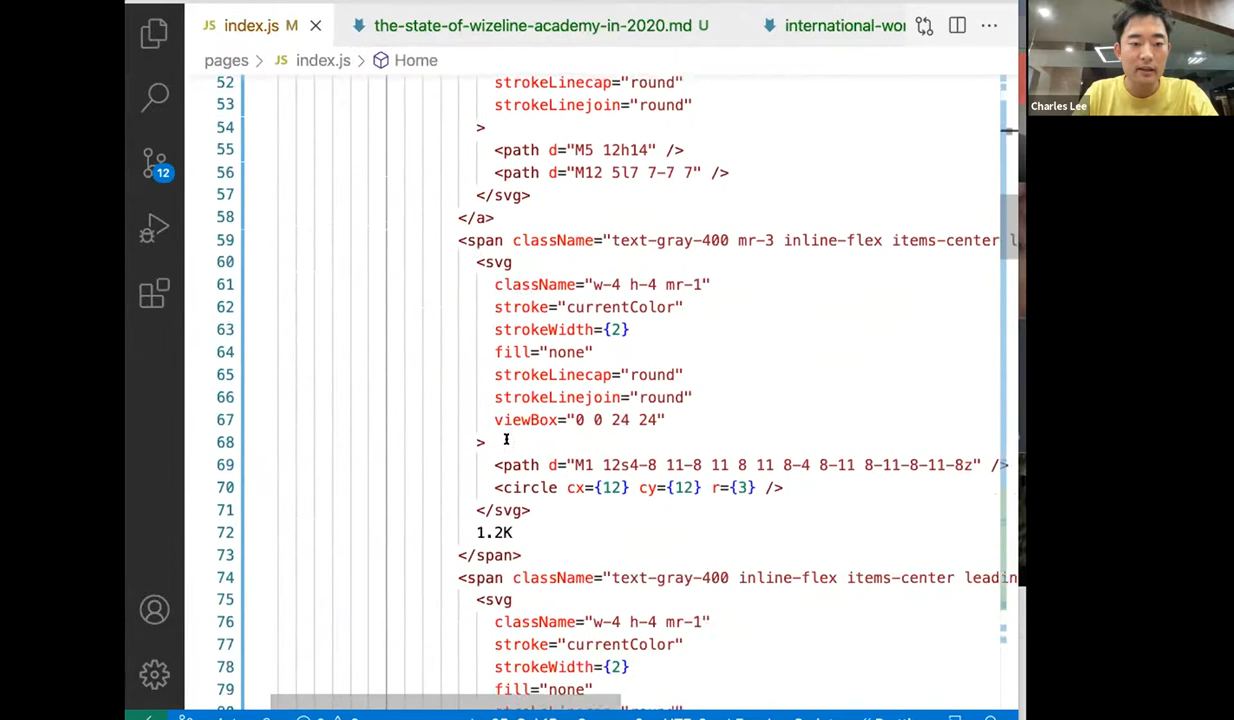 index.js M
the-state-of-wizeline-academy-in-2020.md U
international-wor
pages > JS index.js > Home
Charles Lee
52 strokeLinecap="round"
53 strokeLinejoin="round"
54 >
55 <path d="M5 12h14" />
56 <path d="M12 5l7 7-7 7" />
57 </svg>
58 </a>
59 <span className="text-gray-400 mr-3 inline-flex items-center l
60 <svg
61 className="w-4 h-4 mr-1"
62 stroke="currentColor"
63 strokeWidth={2}
64 fill="none"
65 strokeLinecap="round"
66 strokeLinejoin="round"
67 viewBox="0 0 24 24"
68 >
69 <path d="M1 12s4-8 11-8 11 8 11 8-4 8-11 8-11-8-11-8z" />
70 <circle cx={12} cy={12} r={3} />
71 </svg>
72 1.2K
73 </span>
74 <span className="text-gray-400 inline-flex items-center leadin
75 <svg
76 className="w-4 h-4 mr-1"
77 stroke="currentColor"
78 strokeWidth={2}
79 fill="none"
12